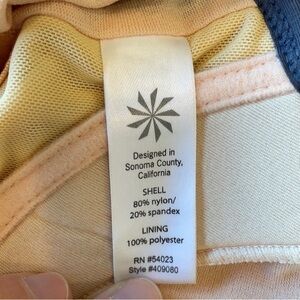 Designed in
Sonoma County,
California
SHELL
80% nylon/
20% spandex
LINING
100% polyester
RN #54023
Style #409080